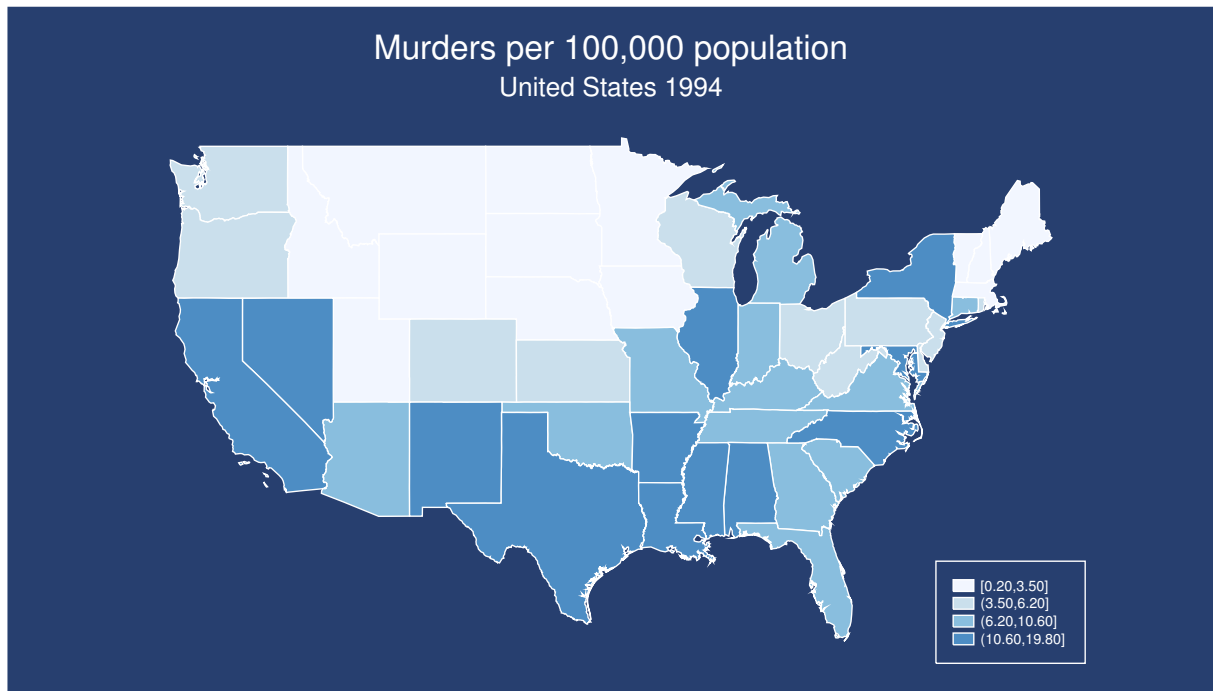 Murders per 100,000 population
United States 1994
[0.20,3.50]
(3.50,6.20]
(6.20,10.60]
(10.60,19.80]